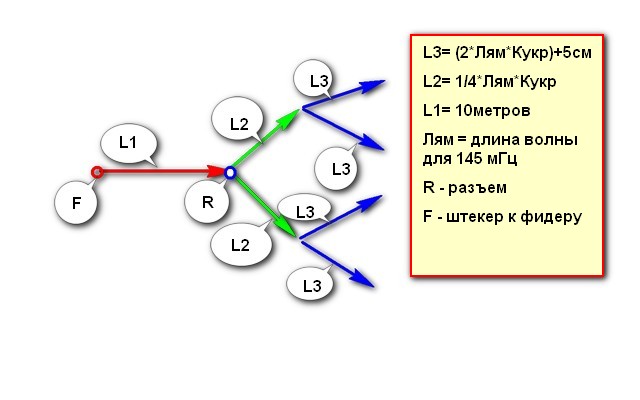 L3= (2*Лям*Кукр)+5см
L2= 1/4*Лям*Кукр
L1= 10метров
Лям = длина волны
для 145 мГц
R - разъем
F - штекер к фидеру
L3
L2
L1
L3
F
R
L3
L2
L3